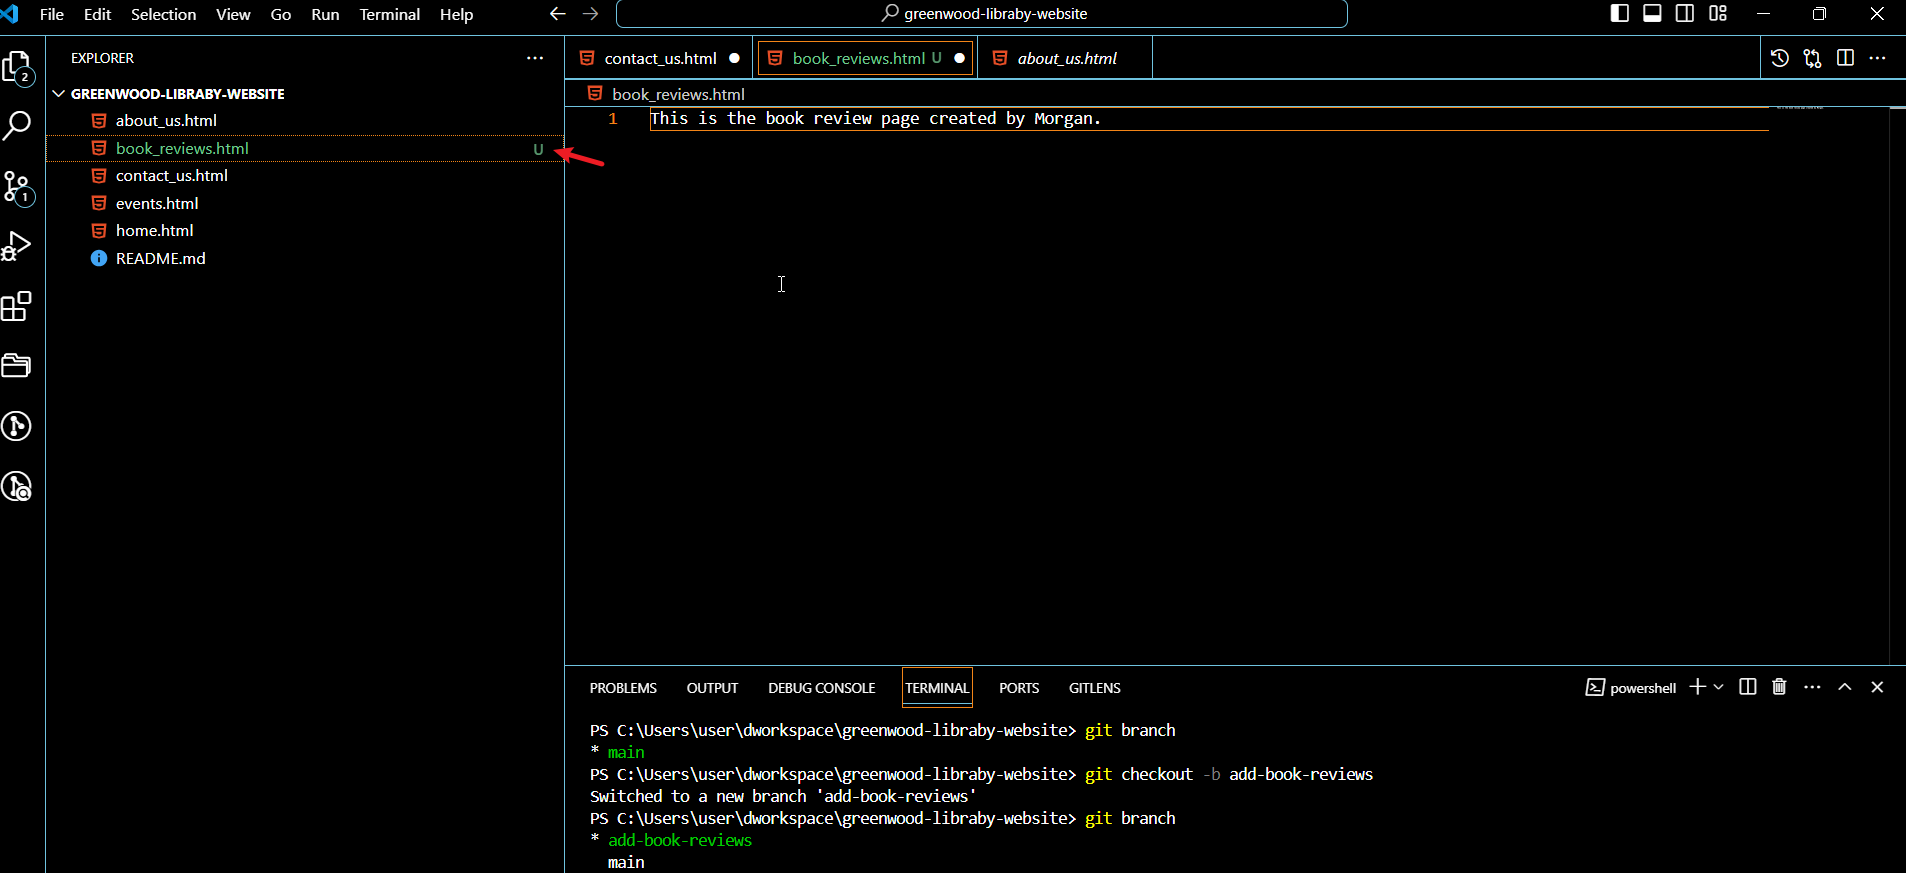 File Edit Selection View Go Run Terminal Help
greenwood-libraby-website
EXPLORER
GREENWOOD-LIBRABY-WEBSITE
about_us.html
book_reviews.html U
contact_us.html
events.html
home.html
README.md
2
1
contact_us.html book_reviews.html U about_us.html
book_reviews.html
1 This is the book review page created by Morgan.
PROBLEMS OUTPUT DEBUG CONSOLE TERMINAL PORTS GITLENS
powershell
PS C:\Users\user\dworkspace\greenwood-libraby-website> git branch
* main
PS C:\Users\user\dworkspace\greenwood-libraby-website> git checkout -b add-book-reviews
Switched to a new branch 'add-book-reviews'
PS C:\Users\user\dworkspace\greenwood-libraby-website> git branch
* add-book-reviews
main